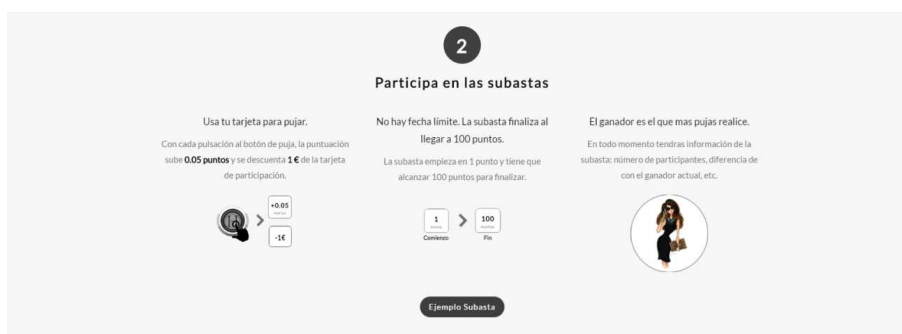 2
Participa en las subastas
Usa tu tarjeta para pujar.
Con cada pulsación al botón de puja, la puntuación
sube 0.05 puntos y se descuenta 1 € de la tarjeta
de participación.
+0.05
-1€
No hay fecha límite. La subasta finaliza al
llegar a 100 puntos.
La subasta empieza en 1 punto y tiene que
alcanzar 100 puntos para finalizar.
1
Comienzo
100
Fin
El ganador es el que mas pujas realice.
En todo momento tendras información de la
subasta: número de participantes, diferencia de
con el ganador actual, etc.
Ejemplo Subasta